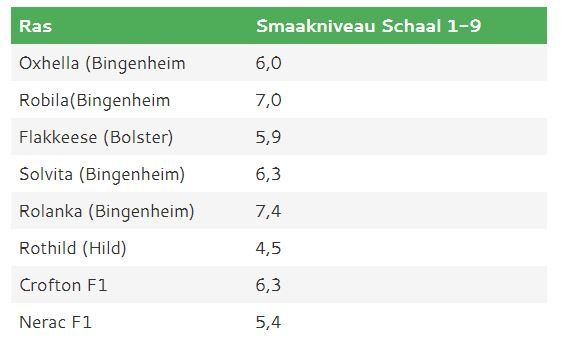 Ras Smaakniveau Schaal 1-9
Oxhella (Bingenheim 6,0
Robila(Bingenheim 7,0
Flakkeese (Bolster) 5,9
Solvita (Bingenheim) 6,3
Rolanka (Bingenheim) 7,4
Rothild (Hild) 4,5
Crofton F1 6,3
Nerac F1 5,4